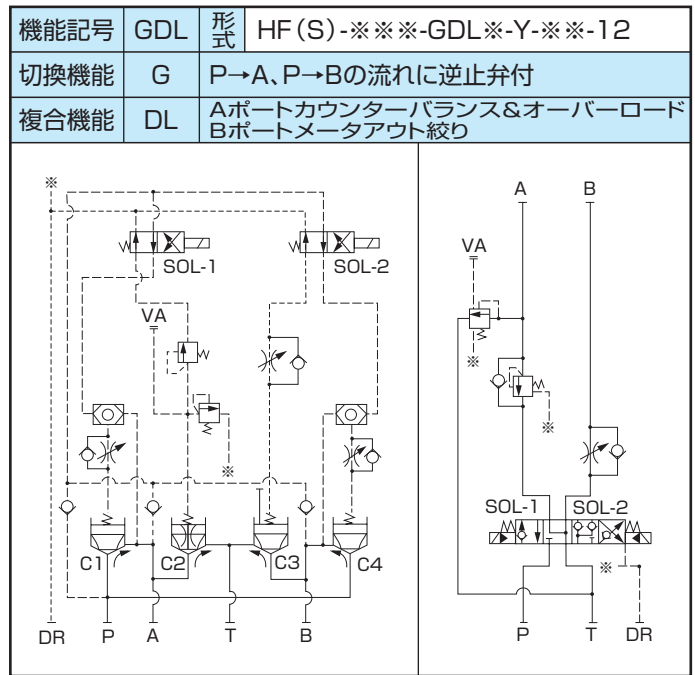 機能記号 GDL 形式 HF(S)-※※※-GDL※-Y-※※-12
切換機能 G P→A、P→Bの流れに逆止弁付
複合機能 DL Aポートカウンターバランス&オーバーロード
Bポートメータアウト絞り
※
SOL-1 SOL-2
VA
※
C1 C2 C3 C4
DR P A T B
A B
VA
※
※
SOL-1 SOL-2
※
P T DR